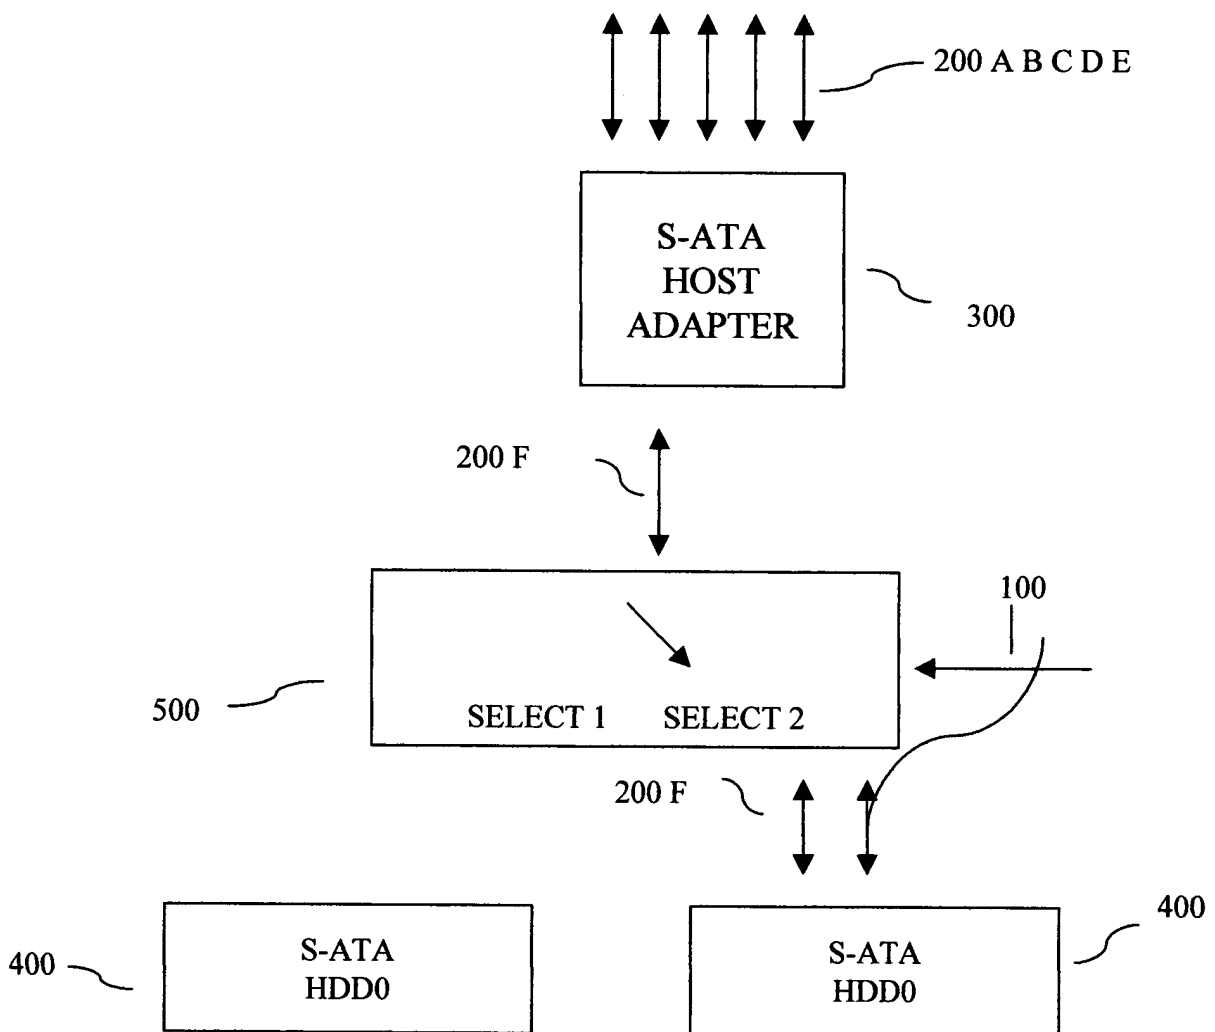 200 A B C D E
S-ATA
HOST
ADAPTER
300
200 F
100
500
SELECT 1 SELECT 2
200 F
400
S-ATA
HDD0
400
S-ATA
HDD0